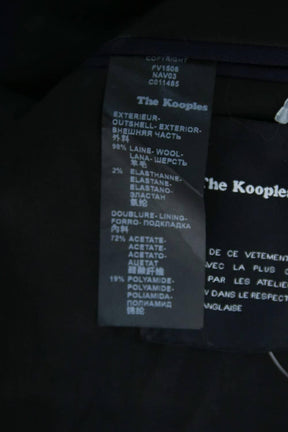 COPYRIGHT
FV1506
NAV03
C011485
The Kooples
EXTERIEUR-
OUTSHELL- EXTERIOR-
ВНЕШНЯЯ ЧАСТЬ
外料
98% LAINE- WOOL-
LANA- ШЕРСТЬ
羊毛
2% ELASTHANNE-
ELASTANE-
ELASTANO-
ЭЛАСТАН
氨纶
DOUBLURE- LINING-
FORRO- ПОДКЛАДКА
內料
72% ACETATE-
ACETATE-
ACETATO-
АЦЕТАТ
醋酸纤维
19% POLYAMIDE-
POLYAMIDE-
POLIAMIDA-
ПОЛИАМИД
锦纶
The Kooples
DE CE VETEMENT
AVEC LA PLUS
PAR LES ATELIE
DANS LE RESPECT
ANGLAISE